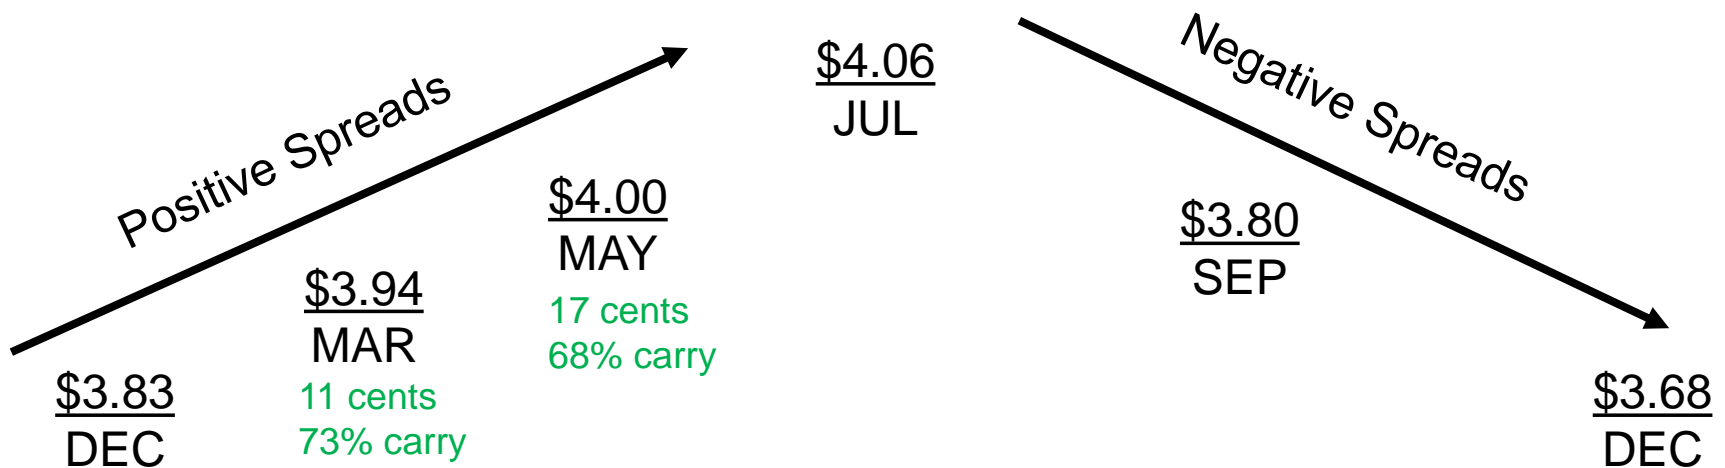 Positive Spreads
$3.83
DEC
$3.94
MAR
11 cents
73% carry
$4.00
MAY
17 cents
68% carry
$4.06
JUL
Negative Spreads
$3.80
SEP
$3.68
DEC